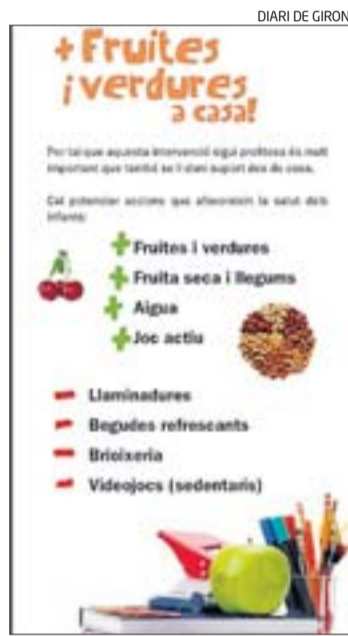 DIARI DE GIRON
+ Fruites
i verdures
a casa!
Per tal que aquesta intervenció sigui profitosa és molt
important que també se li doni suport des de casa.
Cal potenciar accions que afavoreixin la salut dels
infants:
+ Fruites i verdures
+ Fruita seca i llegums
+ Aigua
+ Joc actiu
- Llaminadures
- Begudes refrescants
- Brioixeria
- Videojocs (sedentaris)